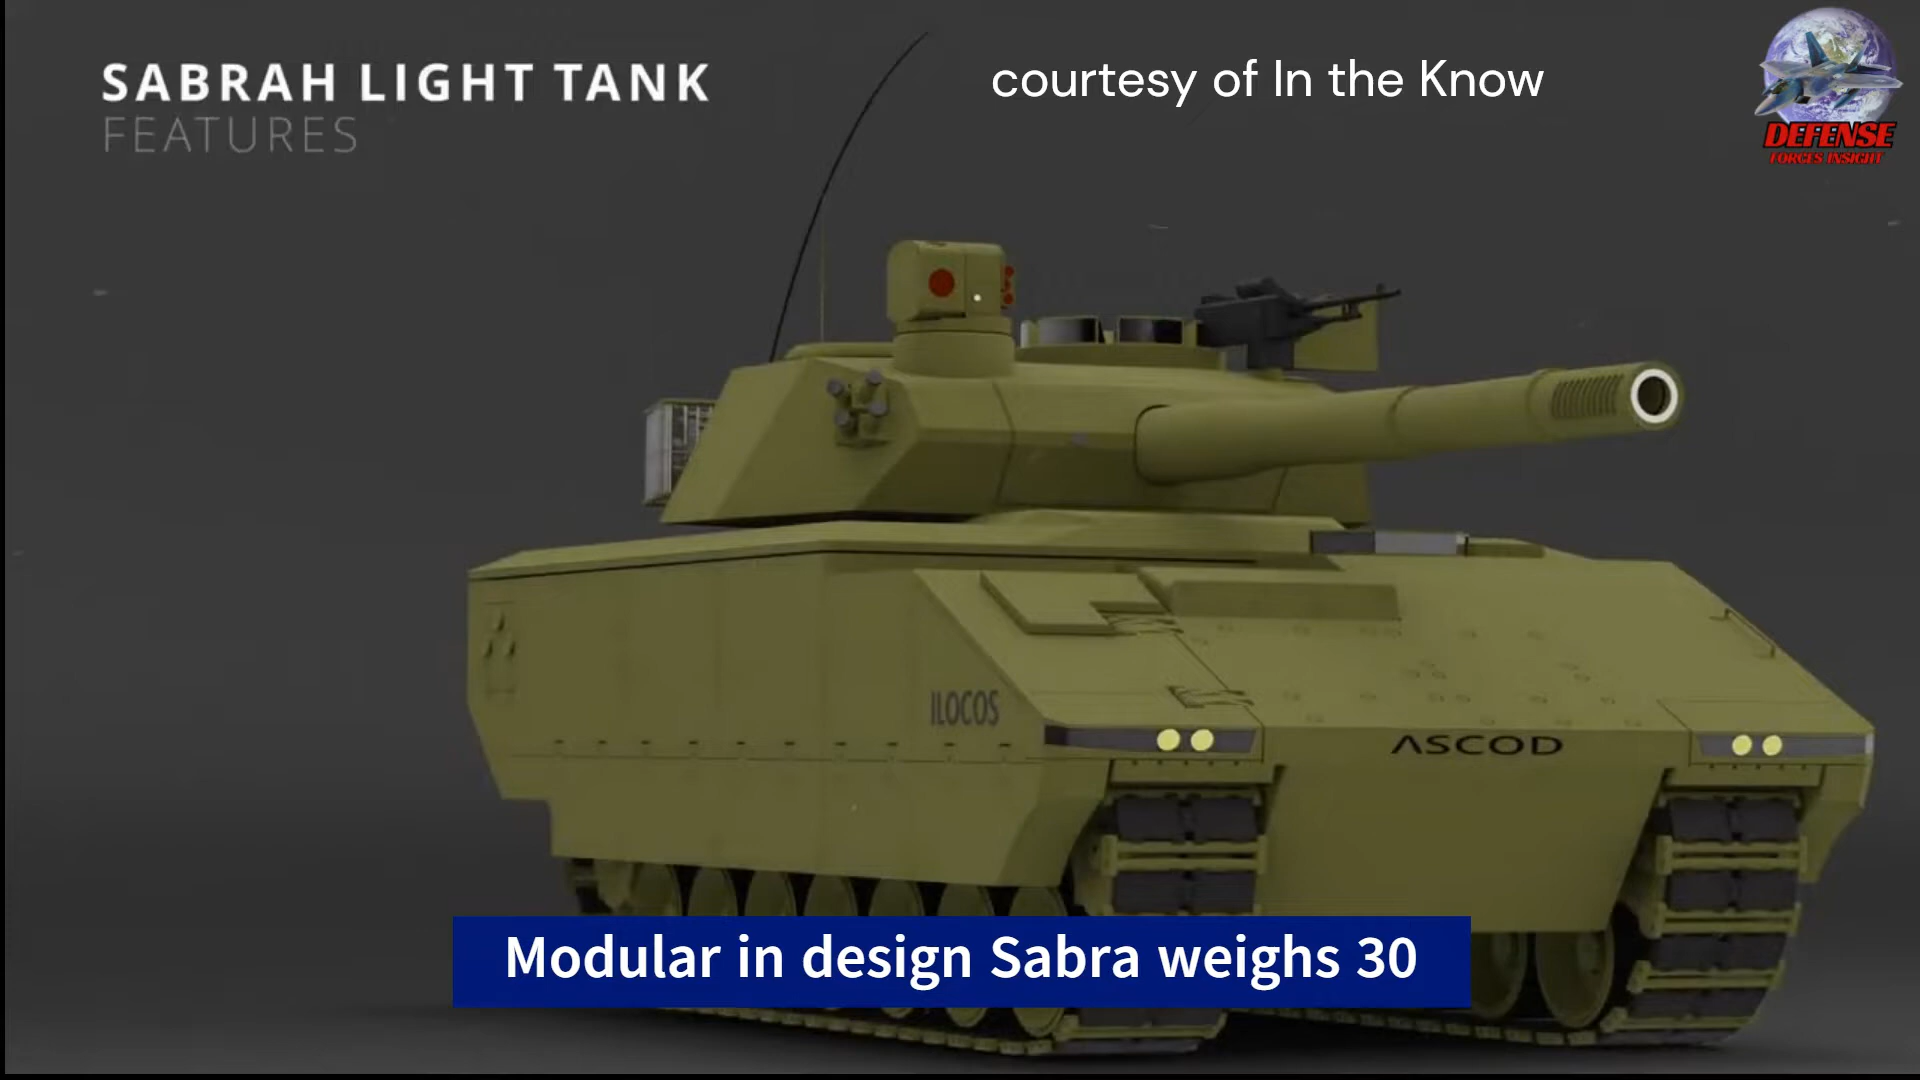 SABRAH LIGHT TANK
FEATURES
courtesy of In the Know
DEFENSE
FORCES INSIGHT
ILOCOS
ASCOD
Modular in design Sabra weighs 30